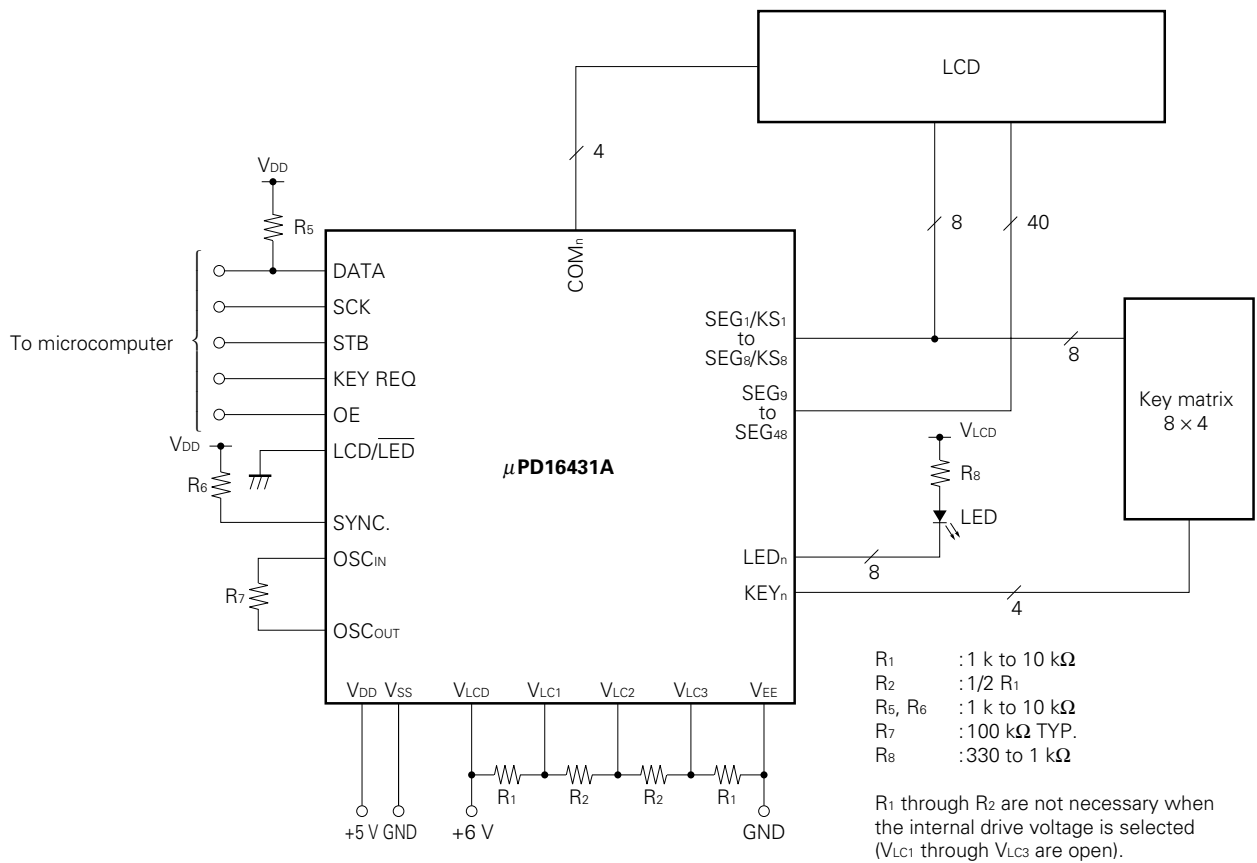 LCD
4
VDD
R5
8
40
COMn
DATA
SCK
To microcomputer
STB
KEY REQ
OE
VDD
LCD/LED
R6
SYNC.
OSCIN
R7
OSCOUT
μPD16431A
SEG1/KS1
to
SEG8/KS8
8
SEG9
to
SEG48
Key matrix
8 × 4
VLCD
R8
LED
LEDn
8
KEYn
4
VDD
VSS
VLCD
VLC1
VLC2
VLC3
VEE
R1
R2
R2
R1
+5 V
GND
+6 V
GND
R1 : 1 k to 10 kΩ
R2 : 1/2 R1
R5, R6 : 1 k to 10 kΩ
R7 : 100 kΩ TYP.
R8 : 330 to 1 kΩ
R1 through R2 are not necessary when
the internal drive voltage is selected
(VLC1 through VLC3 are open).